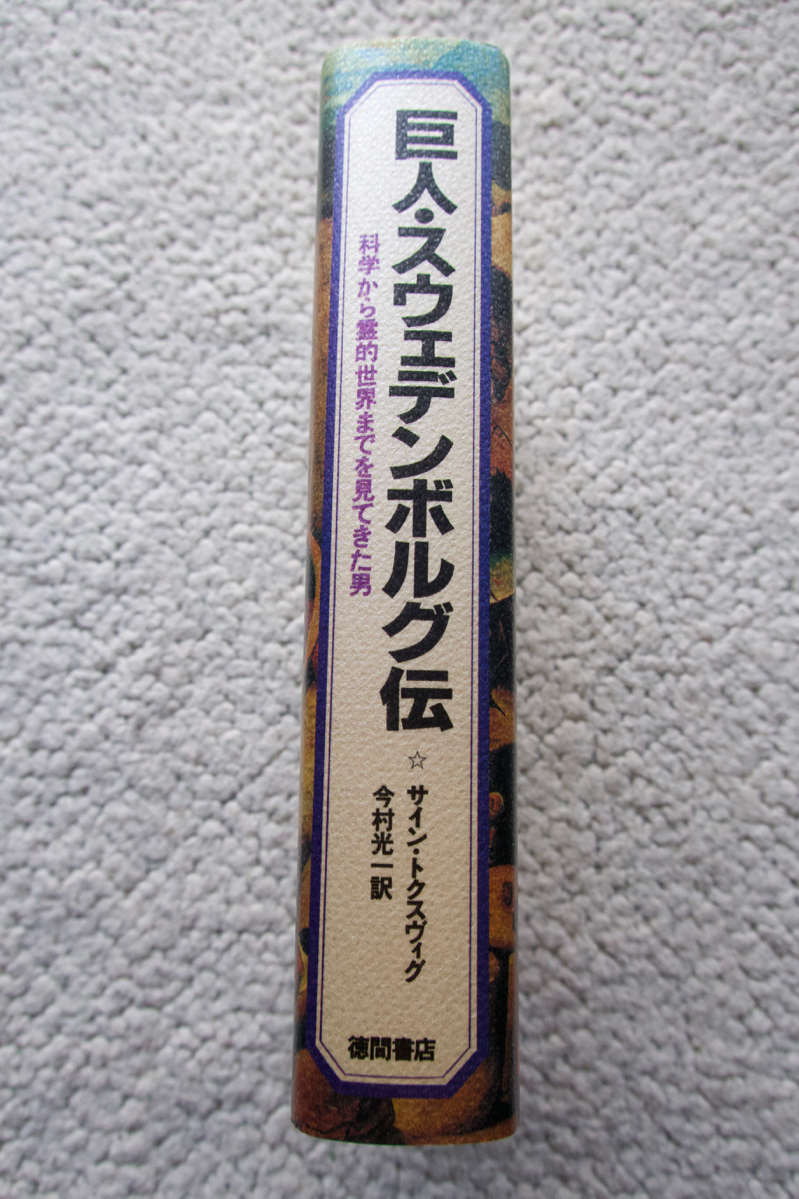 巨人・スウェデンボルグ伝
科学から霊的世界までを見てきた男
☆
サイン・トクスヴィグ
今村光一訳
徳間書店